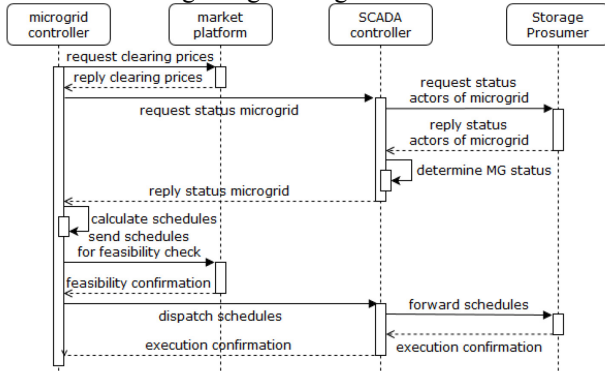 microgrid
controller
market
platform
SCADA
controller
Storage
Prosumer
request clearing prices
reply clearing prices
request status microgrid
request status
actors of microgrid
reply status
actors of microgrid
determine MG status
reply status microgrid
calculate schedules
send schedules
for feasibility check
feasibility confirmation
dispatch schedules
forward schedules
execution confirmation
execution confirmation